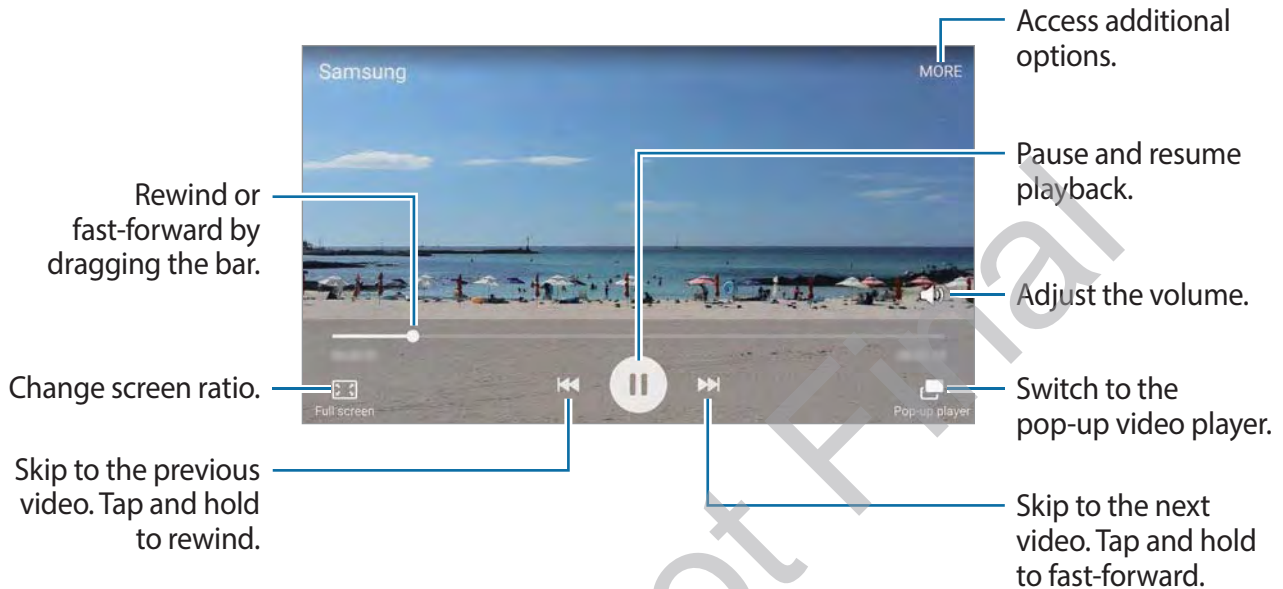 Access additional
options.
Samsung
MORE
Pause and resume
playback.
Rewind or
fast-forward by
dragging the bar.
Adjust the volume.
Change screen ratio.
Full screen
Pop-up player
Switch to the
pop-up video player.
Skip to the previous
video. Tap and hold
to rewind.
Skip to the next
video. Tap and hold
to fast-forward.
Final